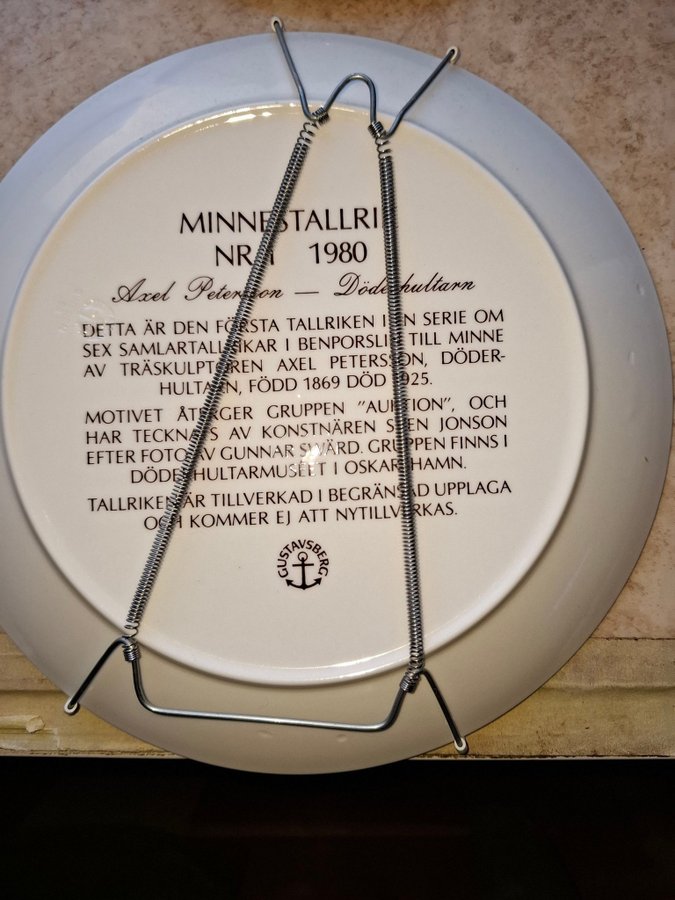 MINNESTALLRI
NR 1 1980
Axel Petersson — Döderhultarn
DETTA ÄR DEN FÖRSTA TALLRIKEN I EN SERIE OM
SEX SAMLARTALLRIKAR I BENPORSLIN TILL MINNE
AV TRÄSKULPTÖREN AXEL PETERSSON, DÖDER-
HULTARN, FÖDD 1869 DÖD 1925.
MOTIVET ÅTERGER GRUPPEN "AUKTION", OCH
HAR TECKNATS AV KONSTNÄREN SVEN JONSON
EFTER FOTO AV GUNNAR SWÄRD. GRUPPEN FINNS I
DÖDERHULTARMUSEET I OSKARSHAMN.
TALLRIKEN ÄR TILLVERKAD I BEGRÄNSAD UPPLAGA
OCH KOMMER EJ ATT NYTILLVERKAS.
GUSTAVSBERG